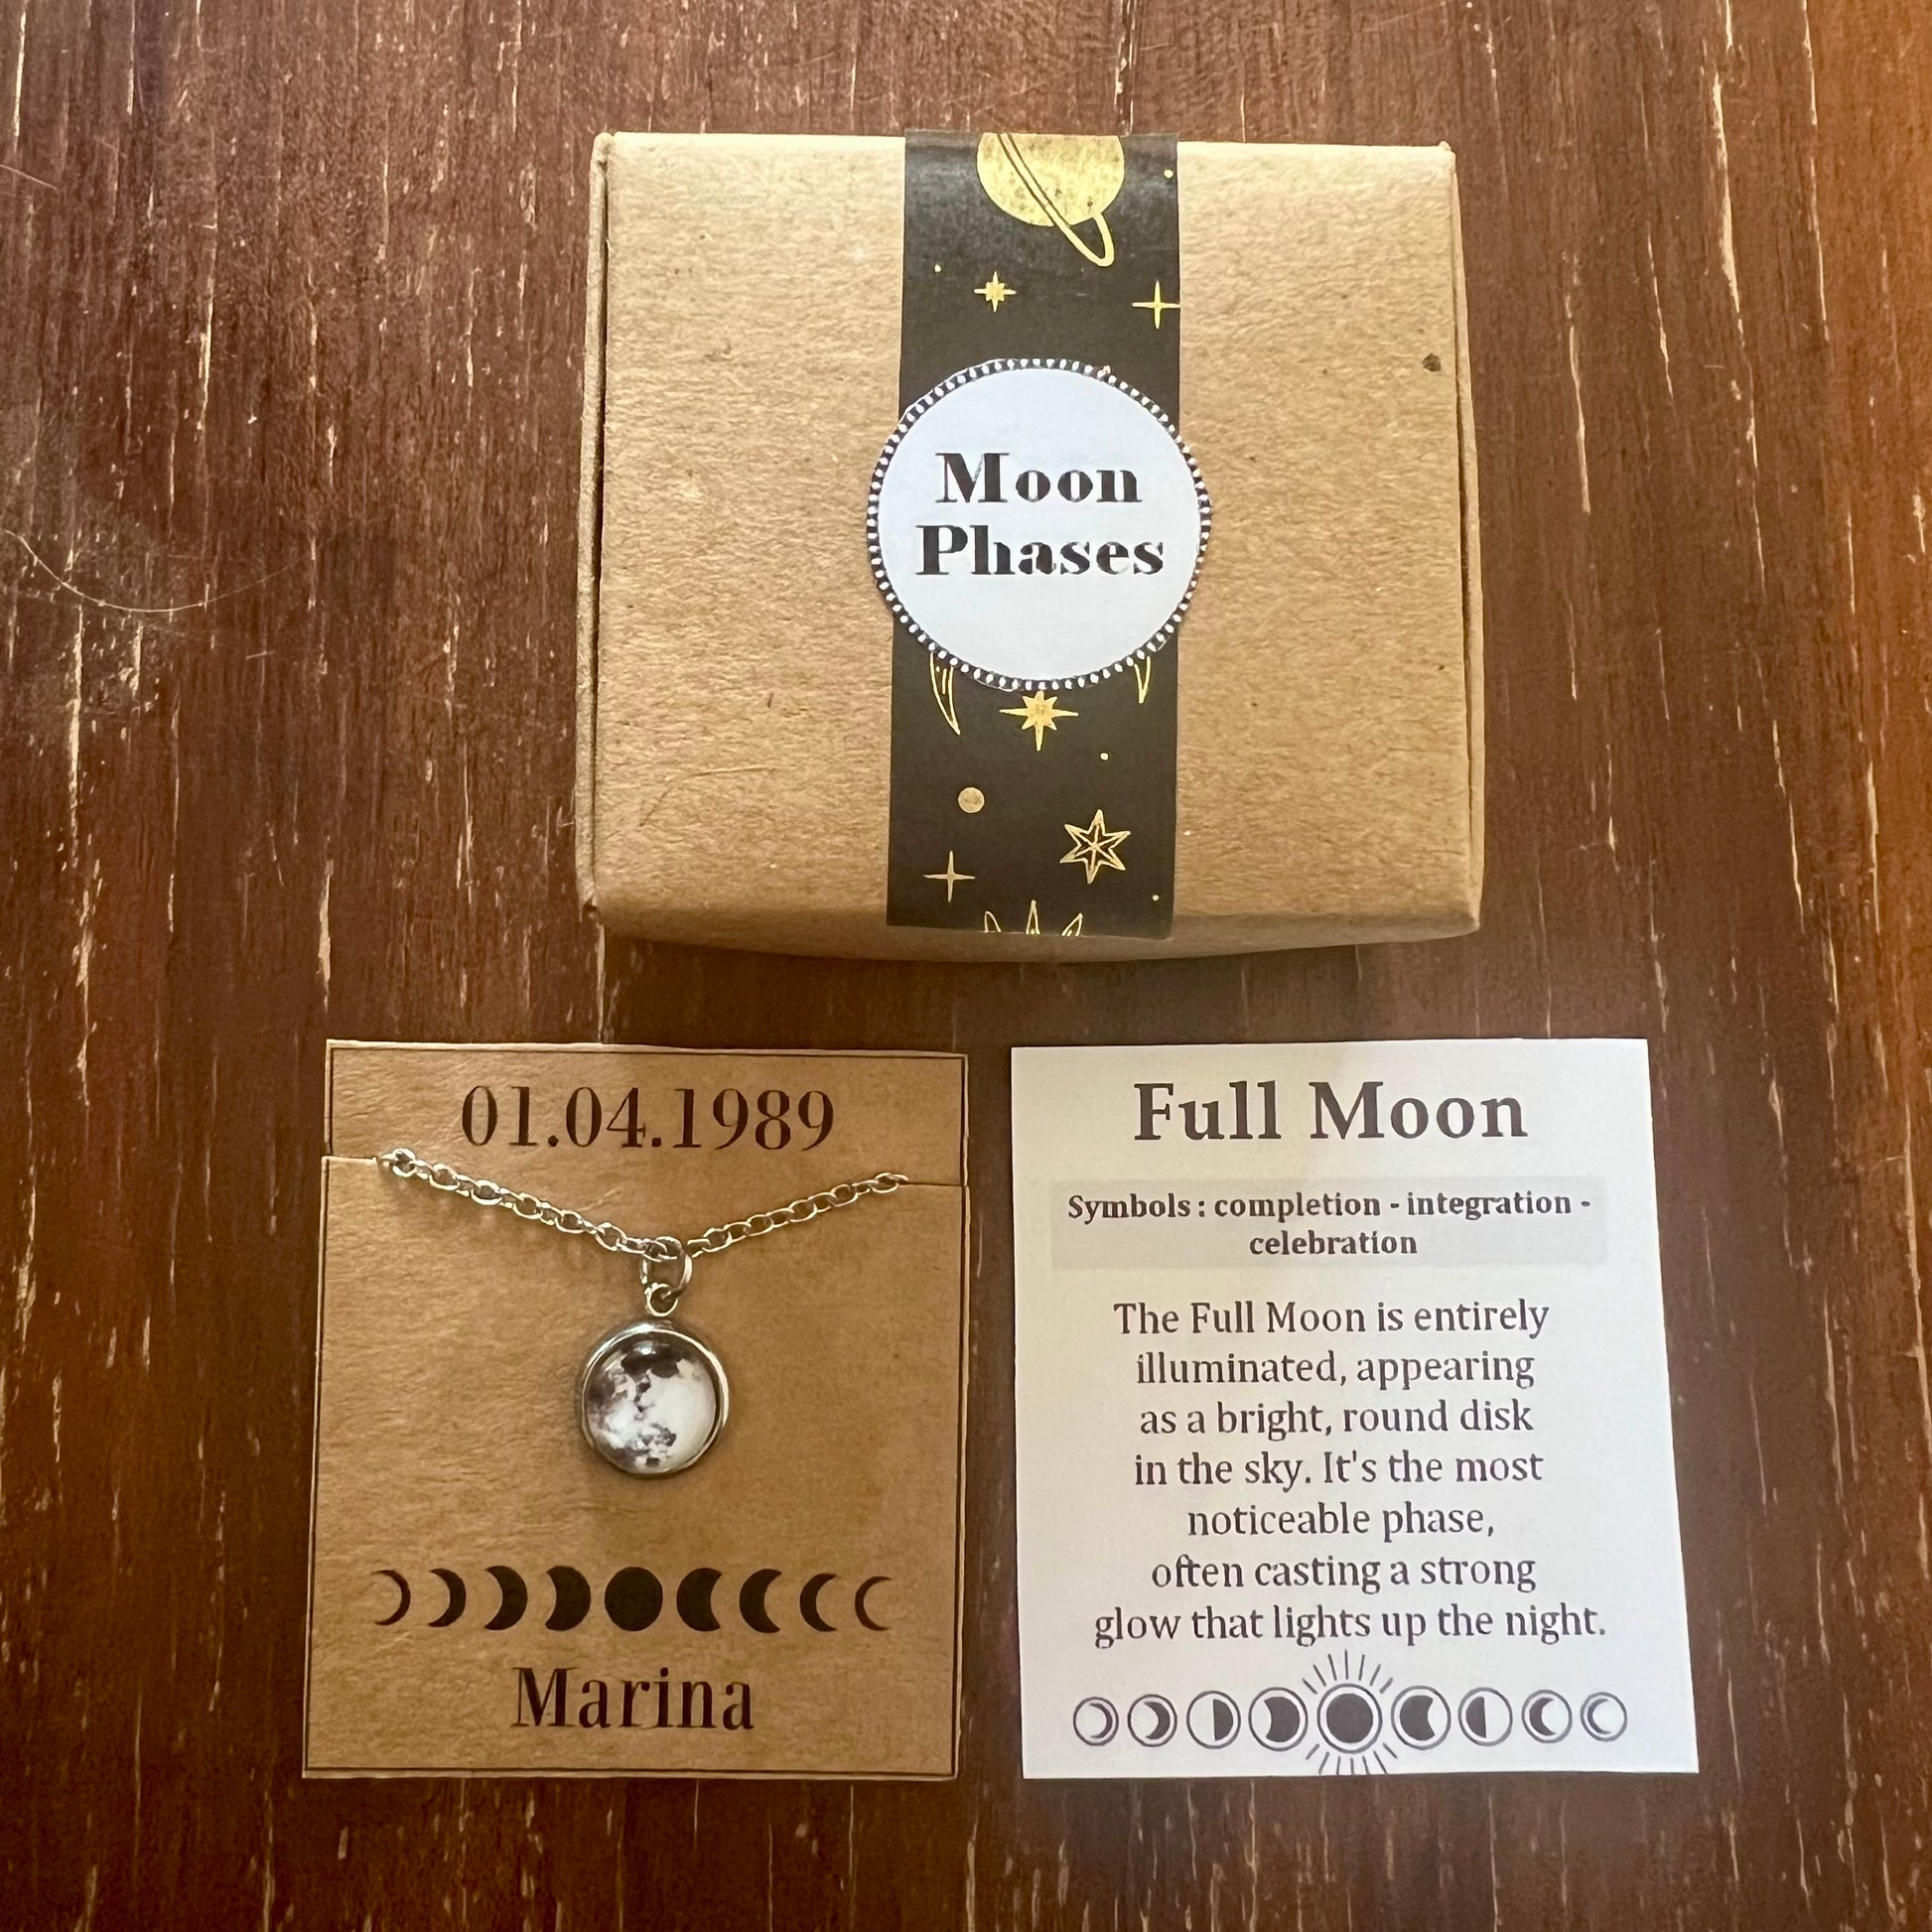 Moon
Phases
01.04.1989
Marina
Full Moon
Symbols : completion - integration -
celebration
The Full Moon is entirely
illuminated, appearing
as a bright, round disk
in the sky. It's the most
noticeable phase,
often casting a strong
glow that lights up the night.